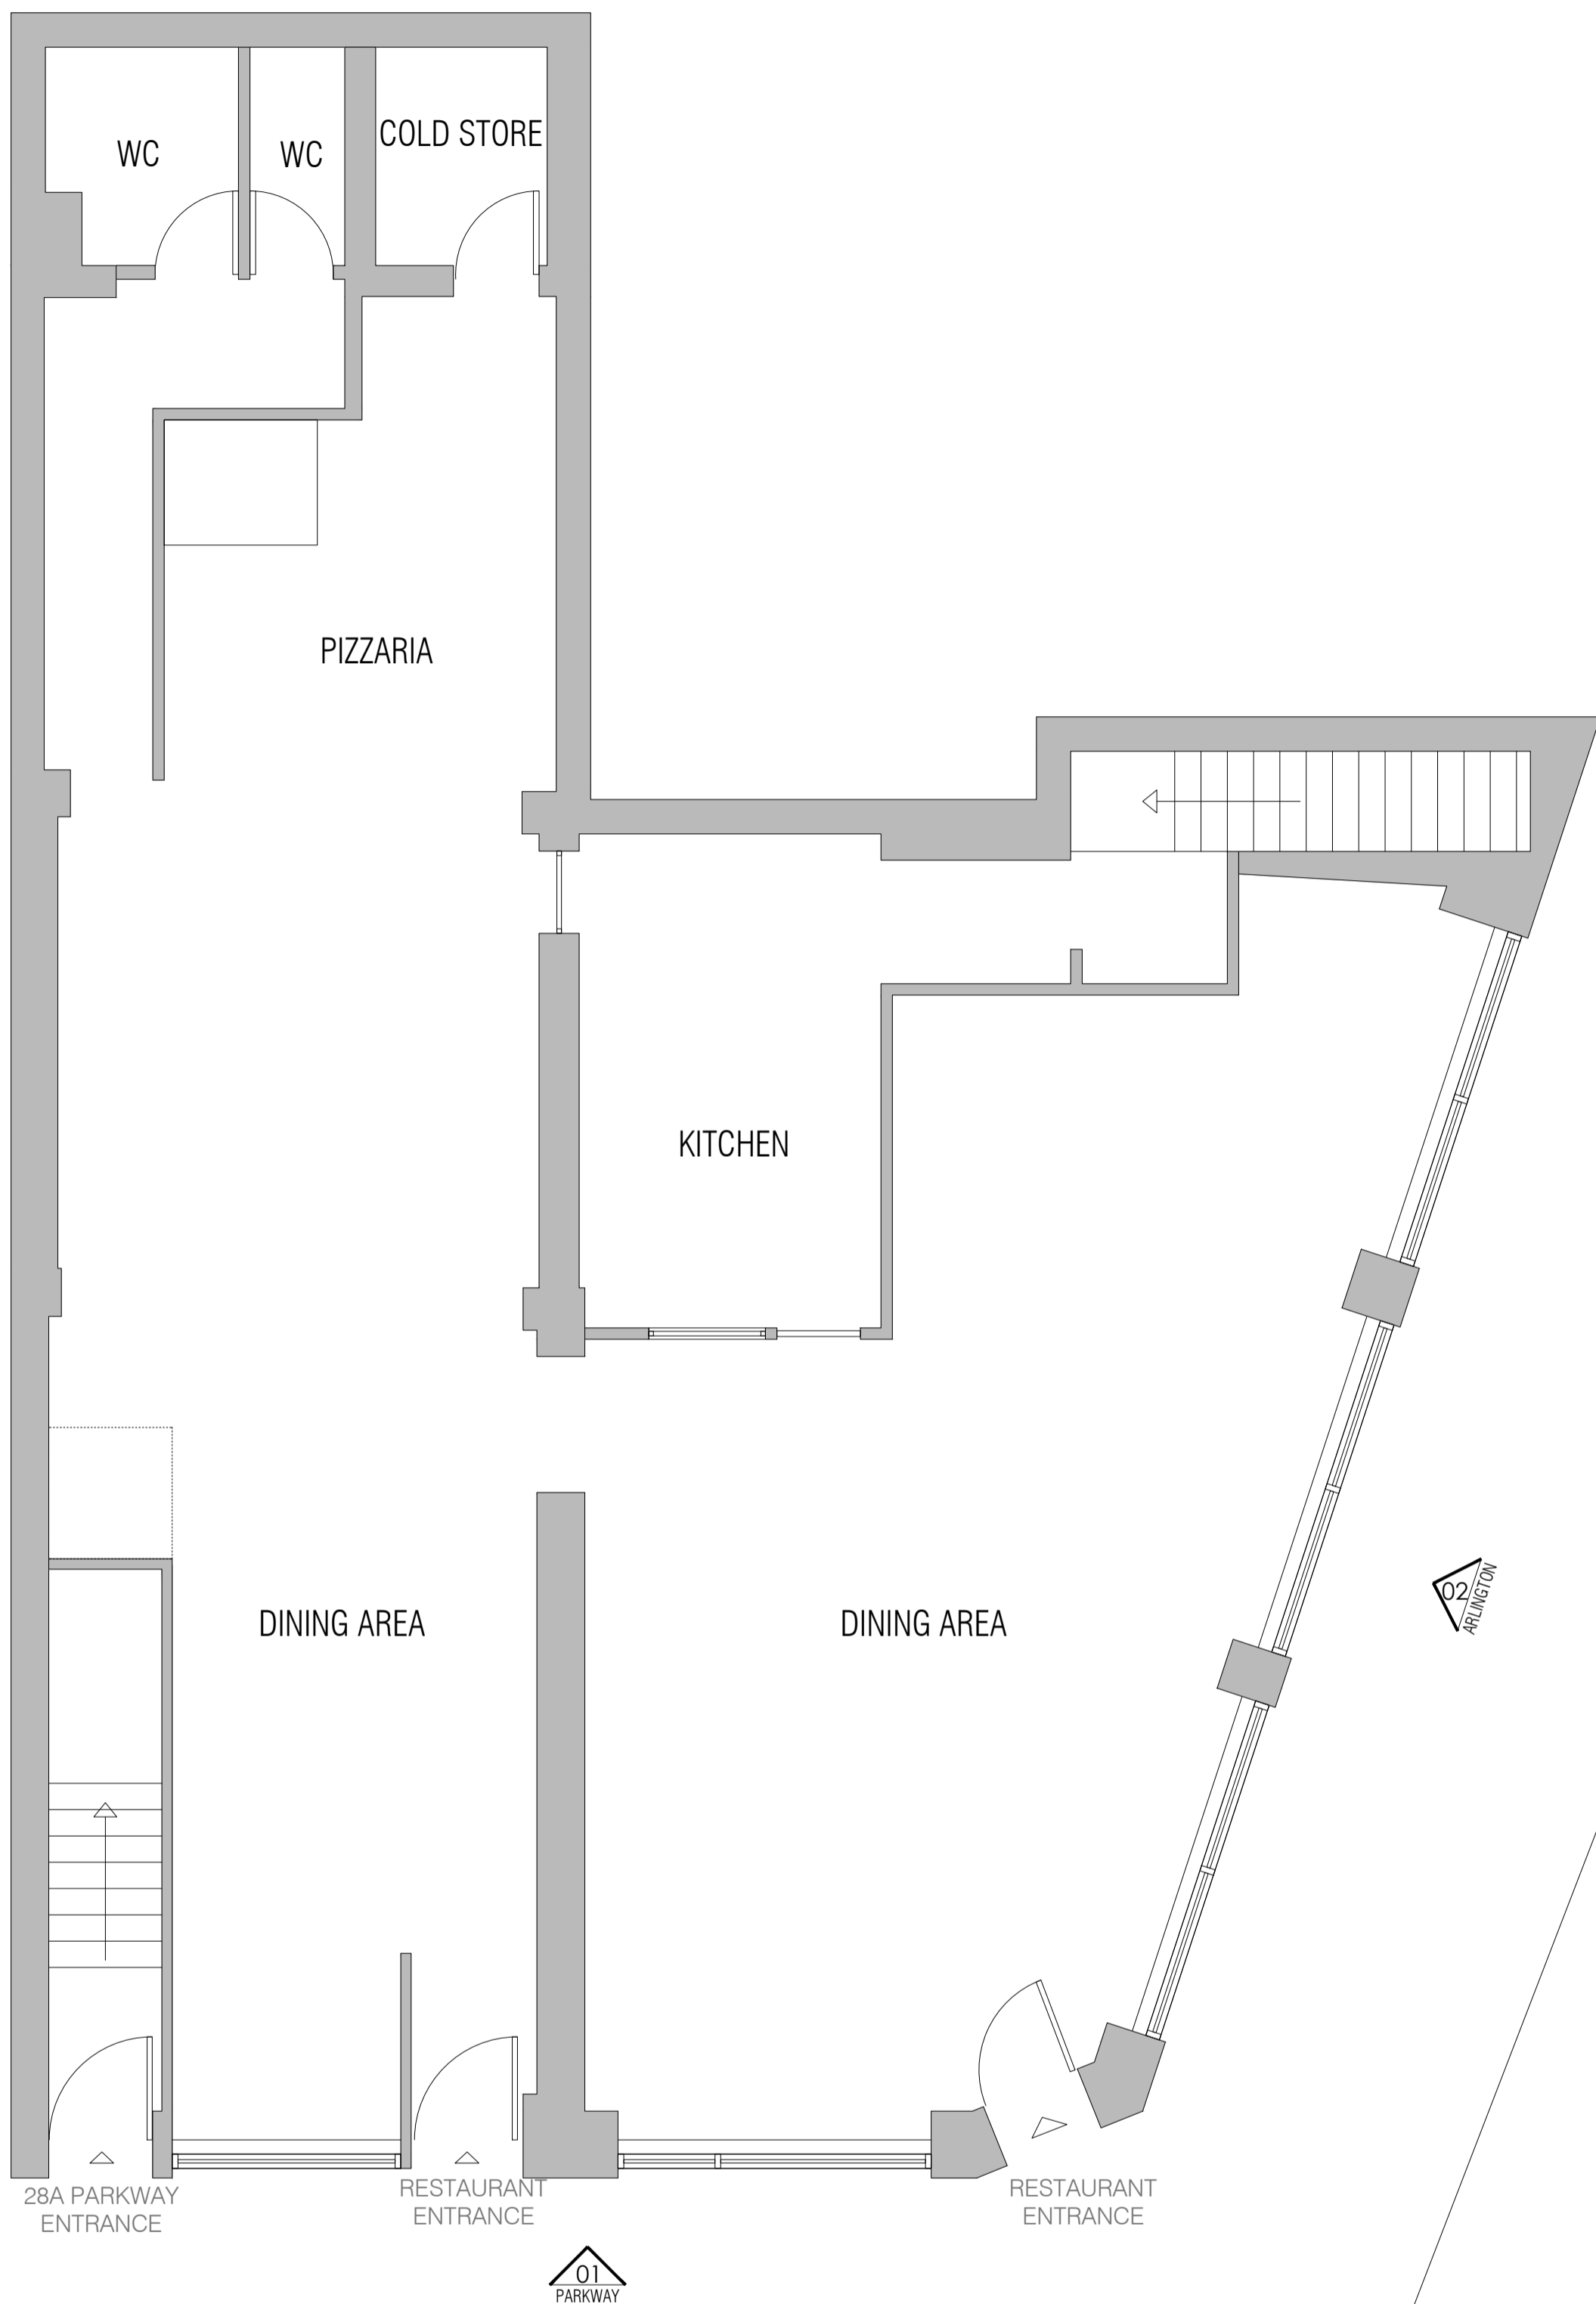 COLD STORE
WC
WC
PIZZARIA
KITCHEN
DINING AREA
DINING AREA
02
ARLINGTON
28A PARKWAY
ENTRANCE
RESTAURANT
ENTRANCE
RESTAURANT
ENTRANCE
01
PARKWAY